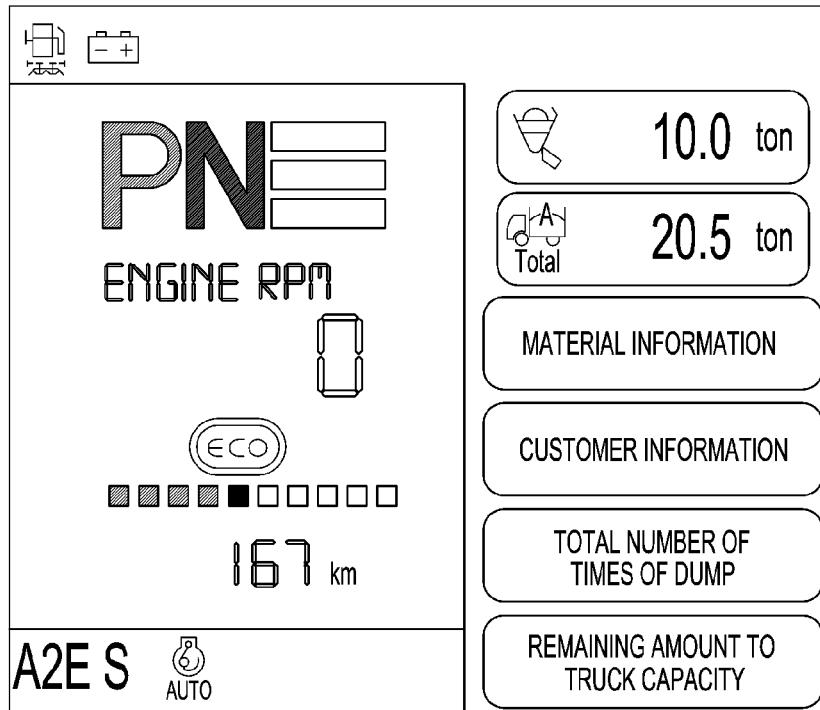 - +
PN
ENGINE RPM
0
ECO
167 km
A2E S
AUTO
10.0 ton
A
Total
20.5 ton
MATERIAL INFORMATION
CUSTOMER INFORMATION
TOTAL NUMBER OF
TIMES OF DUMP
REMAINING AMOUNT TO
TRUCK CAPACITY